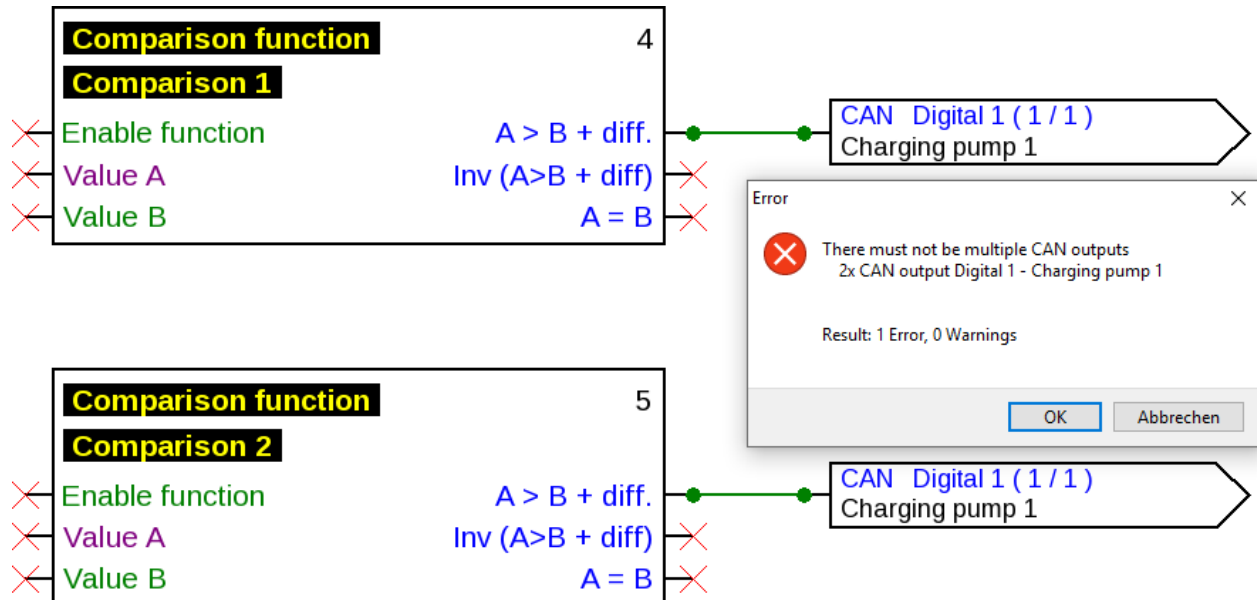 Comparison function 4
Comparison 1
Enable function A > B + diff.
Value A Inv (A>B + diff)
Value B A = B
CAN Digital 1 ( 1 / 1 )
Charging pump 1
Error
There must not be multiple CAN outputs
2x CAN output Digital 1 - Charging pump 1
Result: 1 Error, 0 Warnings
OK Abbrechen
Comparison function 5
Comparison 2
Enable function A > B + diff.
Value A Inv (A>B + diff)
Value B A = B
CAN Digital 1 ( 1 / 1 )
Charging pump 1